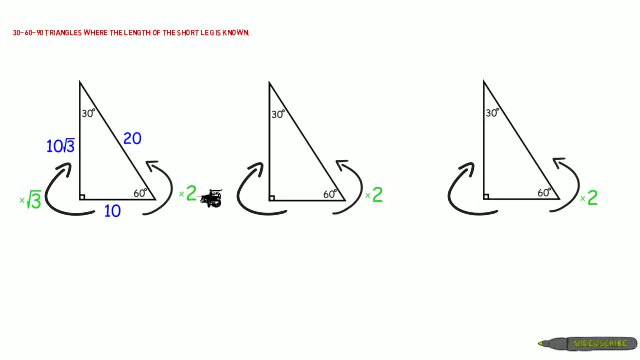 30-60-90 TRIANGLES WHERE THE LENGTH OF THE SHORT LEG IS KNOWN.
30° 30° 30°
10√3 20
60° 60° 60°
×√3 ×2 ×2 ×2
10
VIDEOSCRIBE